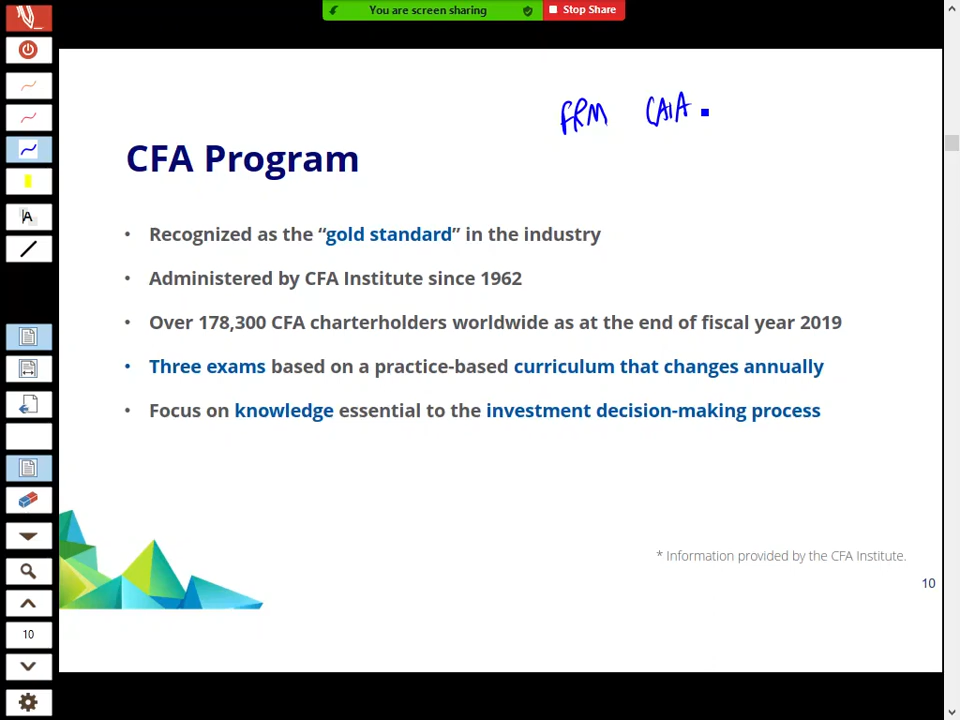 You are screen sharing
Stop Share
FRM CAIA
CFA Program
• Recognized as the “gold standard” in the industry
• Administered by CFA Institute since 1962
• Over 178,300 CFA charterholders worldwide as at the end of fiscal year 2019
• Three exams based on a practice-based curriculum that changes annually
• Focus on knowledge essential to the investment decision-making process
* Information provided by the CFA Institute.
10
A
10